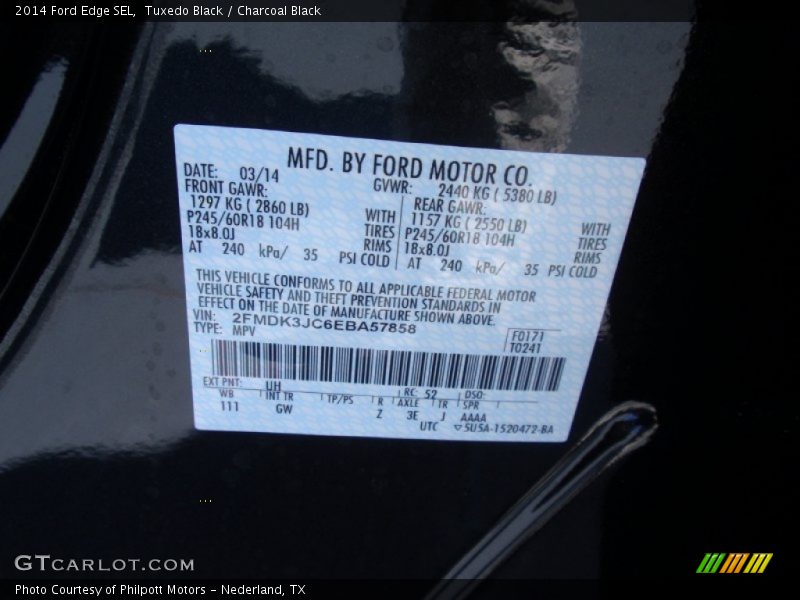 2014 Ford Edge SEL, Tuxedo Black / Charcoal Black
MFD. BY FORD MOTOR CO.
DATE: 03/14 GVWR: 2440 KG ( 5380 LB)
FRONT GAWR: REAR GAWR:
1297 KG ( 2860 LB) WITH 1157 KG ( 2550 LB) WITH
P245/60R18 104H TIRES P245/60R18 104H TIRES
18x8.0J RIMS 18x8.0J RIMS
AT 240 kPa/ 35 PSI COLD AT 240 kPa/ 35 PSI COLD
THIS VEHICLE CONFORMS TO ALL APPLICABLE FEDERAL MOTOR
VEHICLE SAFETY AND THEFT PREVENTION STANDARDS IN
EFFECT ON THE DATE OF MANUFACTURE SHOWN ABOVE.
VIN: 2FMDK3JC6EBA57858
TYPE: MPV
F0171
T0241
EXT PNT: UH RC: 52 DSO:
WB INT TR TP/PS R AXLE TR SPR
111 GW Z 3E J AAAA
UTC ▽5U5A-1520472-BA
GTCARLOT.COM
Photo Courtesy of Philpott Motors - Nederland, TX